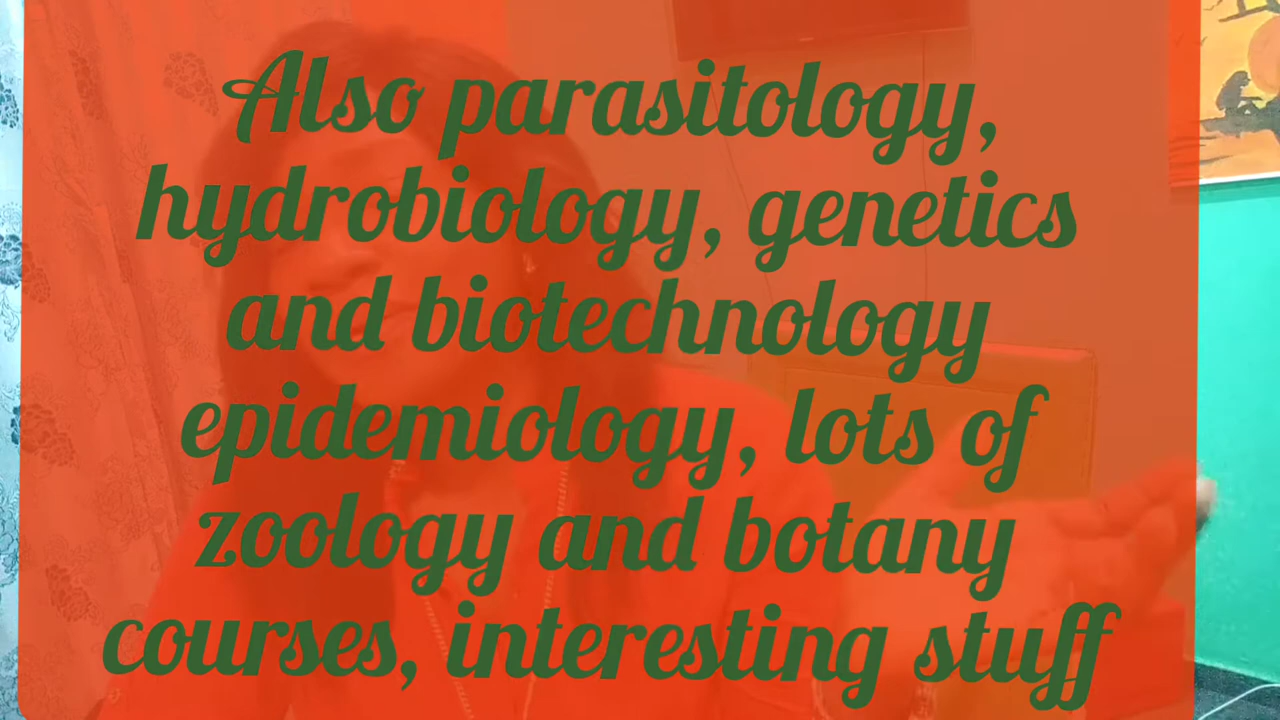 Also parasitology,
hydrobiology, genetics
and biotechnology
epidemiology, lots of
zoology and botany
courses, interesting stuff